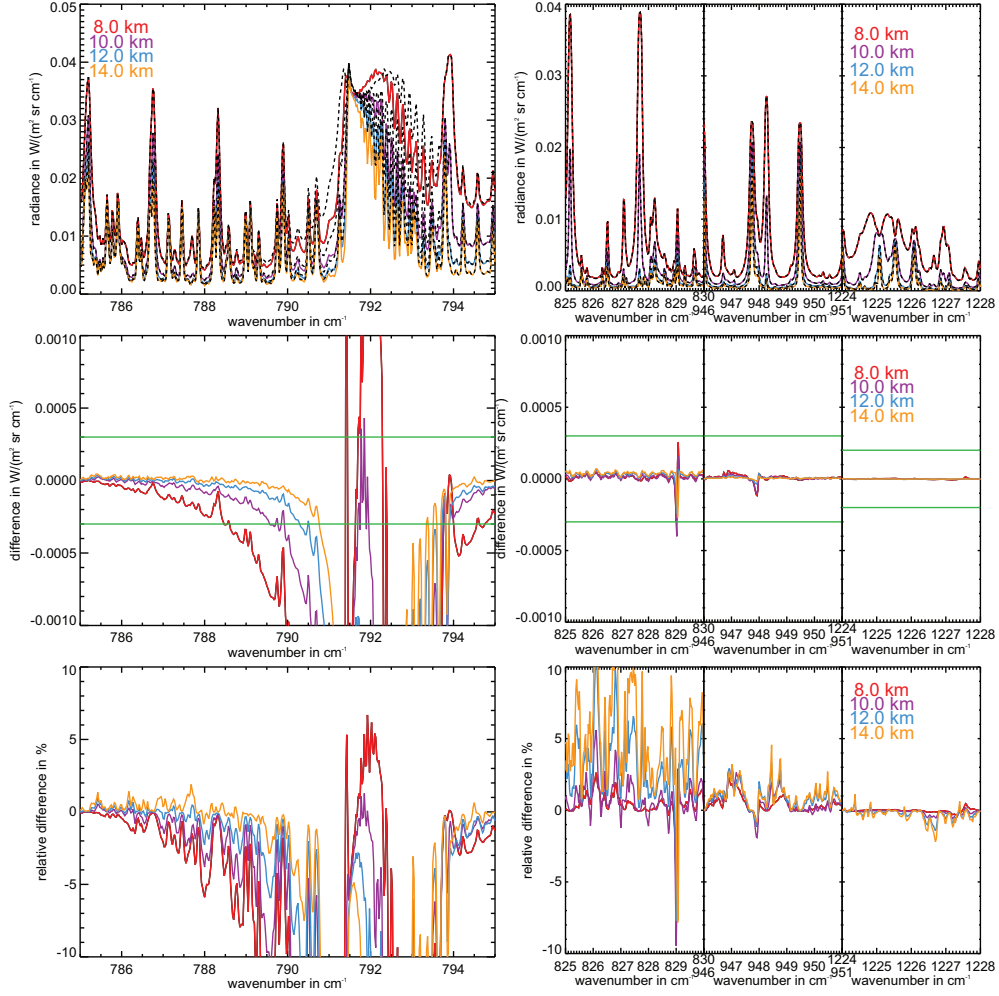 0.05
0.04
0.03
0.02
0.01
0.00
radiance in W/(m² sr cm⁻¹)
8.0 km
10.0 km
12.0 km
14.0 km
786 788 790 792 794
wavenumber in cm⁻¹
0.04
0.03
0.02
0.01
0.00
radiance in W/(m² sr cm⁻¹)
8.0 km
10.0 km
12.0 km
14.0 km
825 826 827 828 829 830
946 947 948 949 950 951
1224 1225 1226 1227 1228
wavenumber in cm⁻¹ wavenumber in cm⁻¹ wavenumber in cm⁻¹
0.0010
0.0005
0.0000
-0.0005
-0.0010
difference in W/(m² sr cm⁻¹)
786 788 790 792 794
wavenumber in cm⁻¹
0.0010
0.0005
0.0000
-0.0005
-0.0010
difference in W/(m² sr cm⁻¹)
8.0 km
10.0 km
12.0 km
14.0 km
825 826 827 828 829 830
946 947 948 949 950 951
1224 1225 1226 1227 1228
wavenumber in cm⁻¹ wavenumber in cm⁻¹ wavenumber in cm⁻¹
10
5
0
-5
-10
relative difference in %
786 788 790 792 794
wavenumber in cm⁻¹
10
5
0
-5
-10
relative difference in %
8.0 km
10.0 km
12.0 km
14.0 km
825 826 827 828 829 830
946 947 948 949 950 951
1224 1225 1226 1227 1228
wavenumber in cm⁻¹ wavenumber in cm⁻¹ wavenumber in cm⁻¹